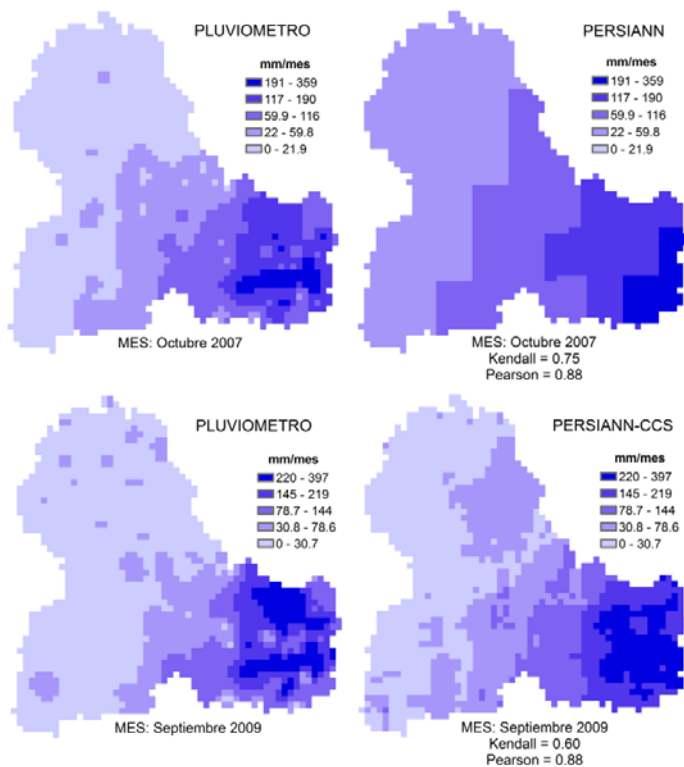 PLUVIOMETRO
mm/mes
191 - 359
117 - 190
59.9 - 116
22 - 59.8
0 - 21.9
MES: Octubre 2007
PERSIANN
mm/mes
191 - 359
117 - 190
59.9 - 116
22 - 59.8
0 - 21.9
MES: Octubre 2007
Kendall = 0.75
Pearson = 0.88
PLUVIOMETRO
mm/mes
220 - 397
145 - 219
78.7 - 144
30.8 - 78.6
0 - 30.7
MES: Septiembre 2009
PERSIANN-CCS
mm/mes
220 - 397
145 - 219
78.7 - 144
30.8 - 78.6
0 - 30.7
MES: Septiembre 2009
Kendall = 0.60
Pearson = 0.88